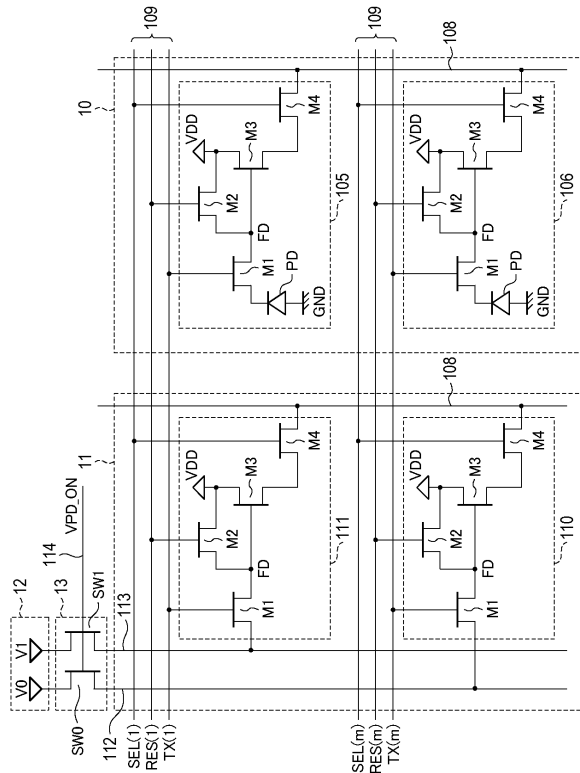 12
V0
V1
13
SW0
SW1
114
VPD_ON
112
113
11
10
109
109
SEL(1)
RES(1)
TX(1)
VDD
M2
M3
M1
FD
M4
111
108
VDD
M2
M3
M1
FD
M4
PD
GND
105
108
SEL(m)
RES(m)
TX(m)
VDD
M2
M3
M1
FD
M4
110
VDD
M2
M3
M1
FD
M4
PD
GND
106